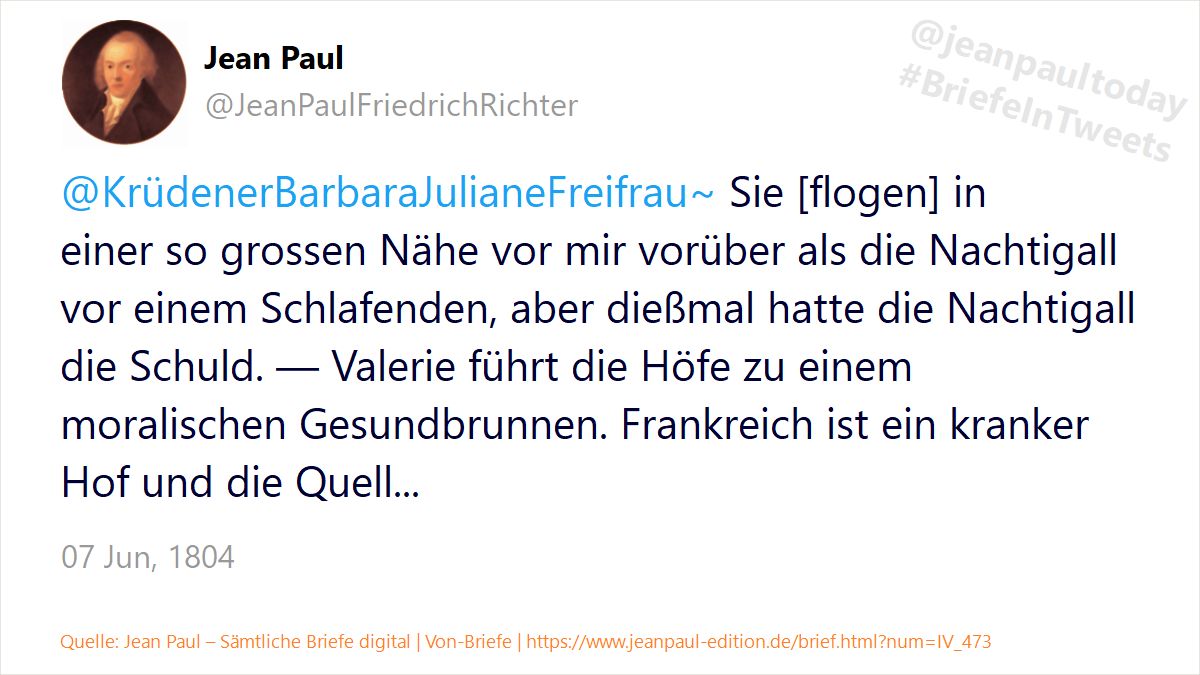 Jean Paul
@JeanPaulFriedrichRichter
@jeanpaultoday
#BriefeInTweets
@KrüdenerBarbaraJulianeFreifrau~ Sie [flogen] in
einer so grossen Nähe vor mir vorüber als die Nachtigall
vor einem Schlafenden, aber dießmal hatte die Nachtigall
die Schuld. — Valerie führt die Höfe zu einem
moralischen Gesundbrunnen. Frankreich ist ein kranker
Hof und die Quell...
07 Jun, 1804
Quelle: Jean Paul – Sämtliche Briefe digital | Von-Briefe | https://www.jeanpaul-edition.de/brief.html?num=IV_473